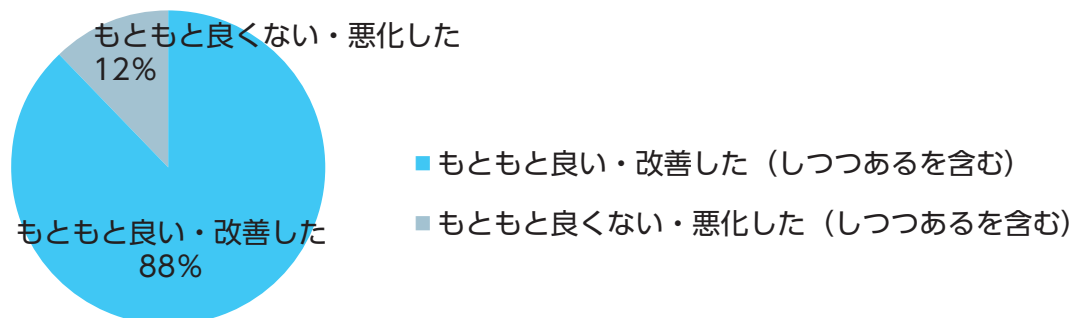 もともと良くない・悪化した
12%
もともと良い・改善した（しつつあるを含む）
もともと良くない・悪化した（しつつあるを含む）
もともと良い・改善した
88%